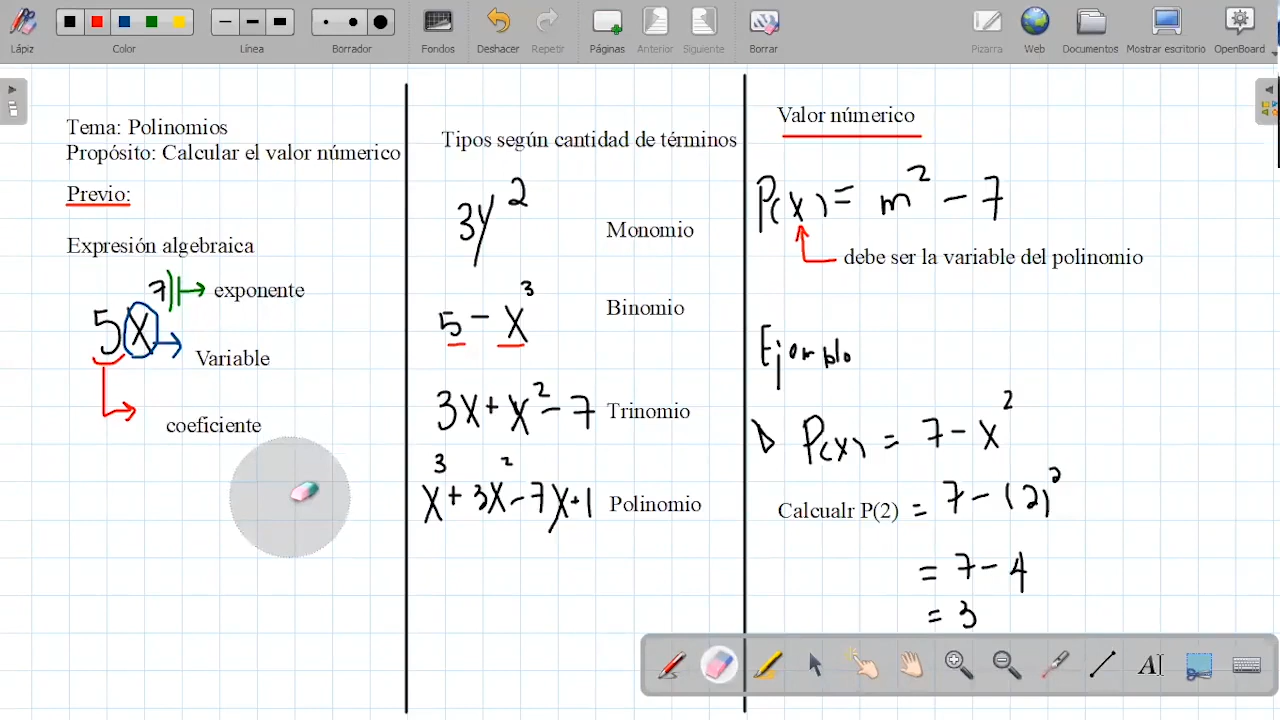 Lápiz
Color
Línea
Borrador
Fondos
Deshacer
Repetir
Páginas
Anterior
Siguiente
Borrar
Pizarra
Web
Documentos
Mostrar escritorio
OpenBoard
Tema: Polinomios
Propósito: Calcular el valor númerico
Previo:
Expresión algebraica
5x⁷
exponente
Variable
coeficiente
Tipos según cantidad de términos
3y² Monomio
5 - x³ Binomio
3x + x² - 7 Trinomio
x³ + 3x² - 7x + 1 Polinomio
Valor númerico
P(x) = m² - 7
debe ser la variable del polinomio
Ejemplo
P(x) = 7 - x²
Calcualr P(2) = 7 - (2)²
= 7 - 4
= 3
A